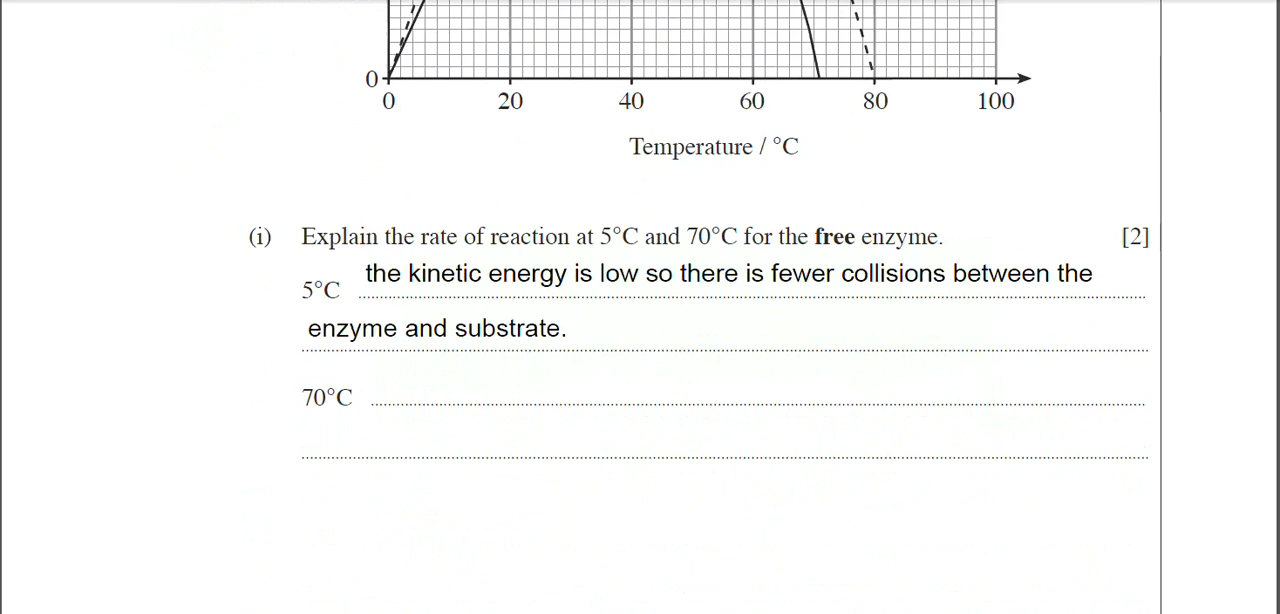 0
0 20 40 60 80 100
Temperature / °C
(i) Explain the rate of reaction at 5°C and 70°C for the free enzyme. [2]
5°C the kinetic energy is low so there is fewer collisions between the
enzyme and substrate.
70°C